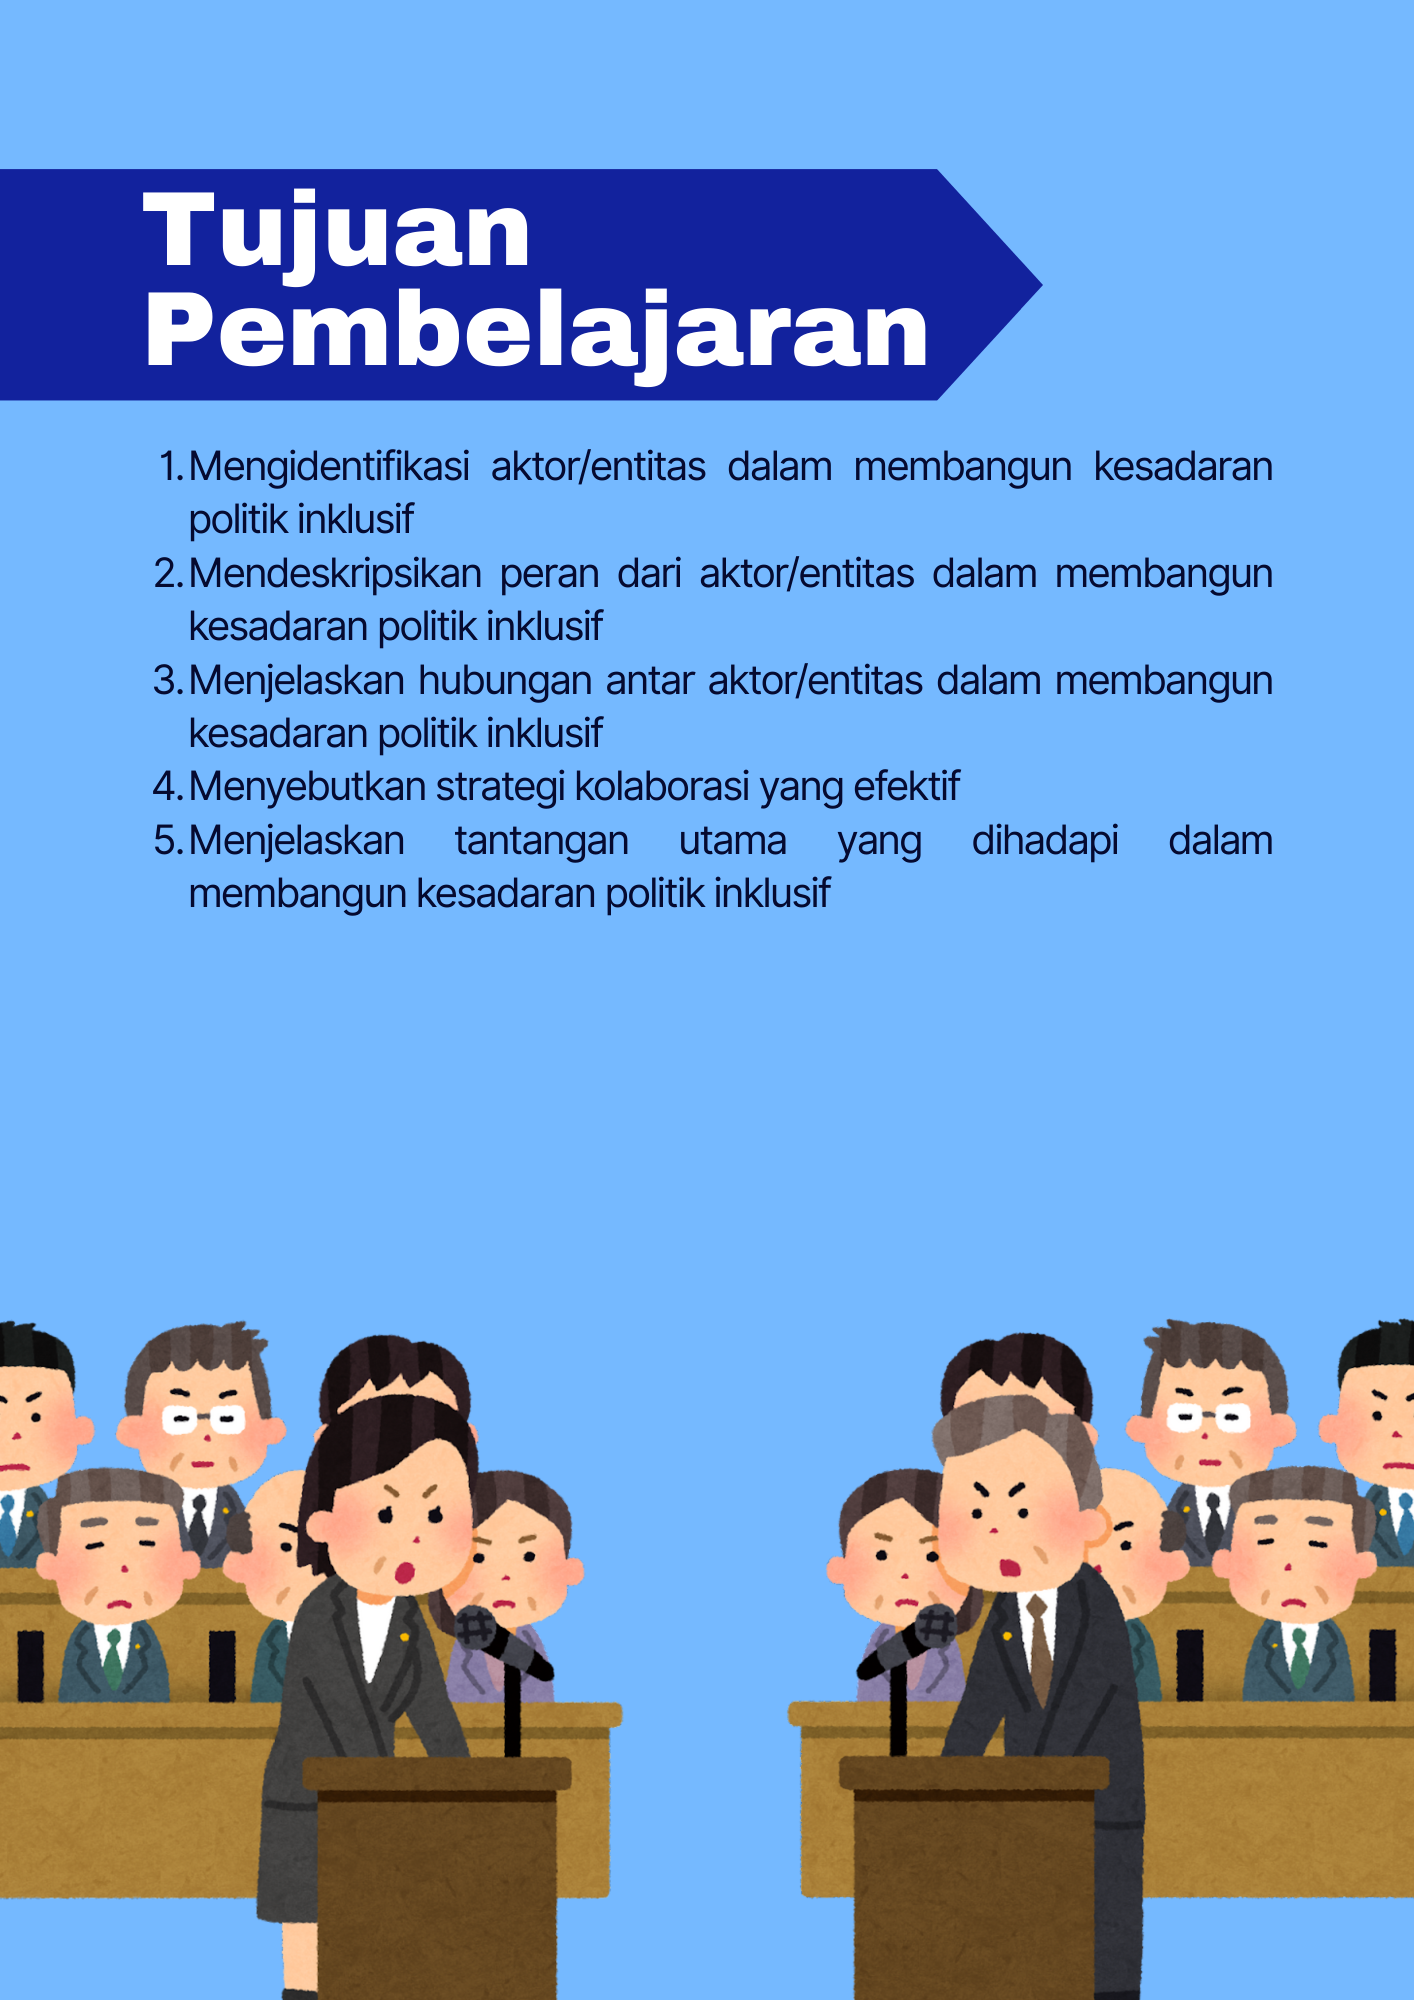 Tujuan
Pembelajaran
1. Mengidentifikasi aktor/entitas dalam membangun kesadaran
politik inklusif
2. Mendeskripsikan peran dari aktor/entitas dalam membangun
kesadaran politik inklusif
3. Menjelaskan hubungan antar aktor/entitas dalam membangun
kesadaran politik inklusif
4. Menyebutkan strategi kolaborasi yang efektif
5. Menjelaskan tantangan utama yang dihadapi dalam
membangun kesadaran politik inklusif